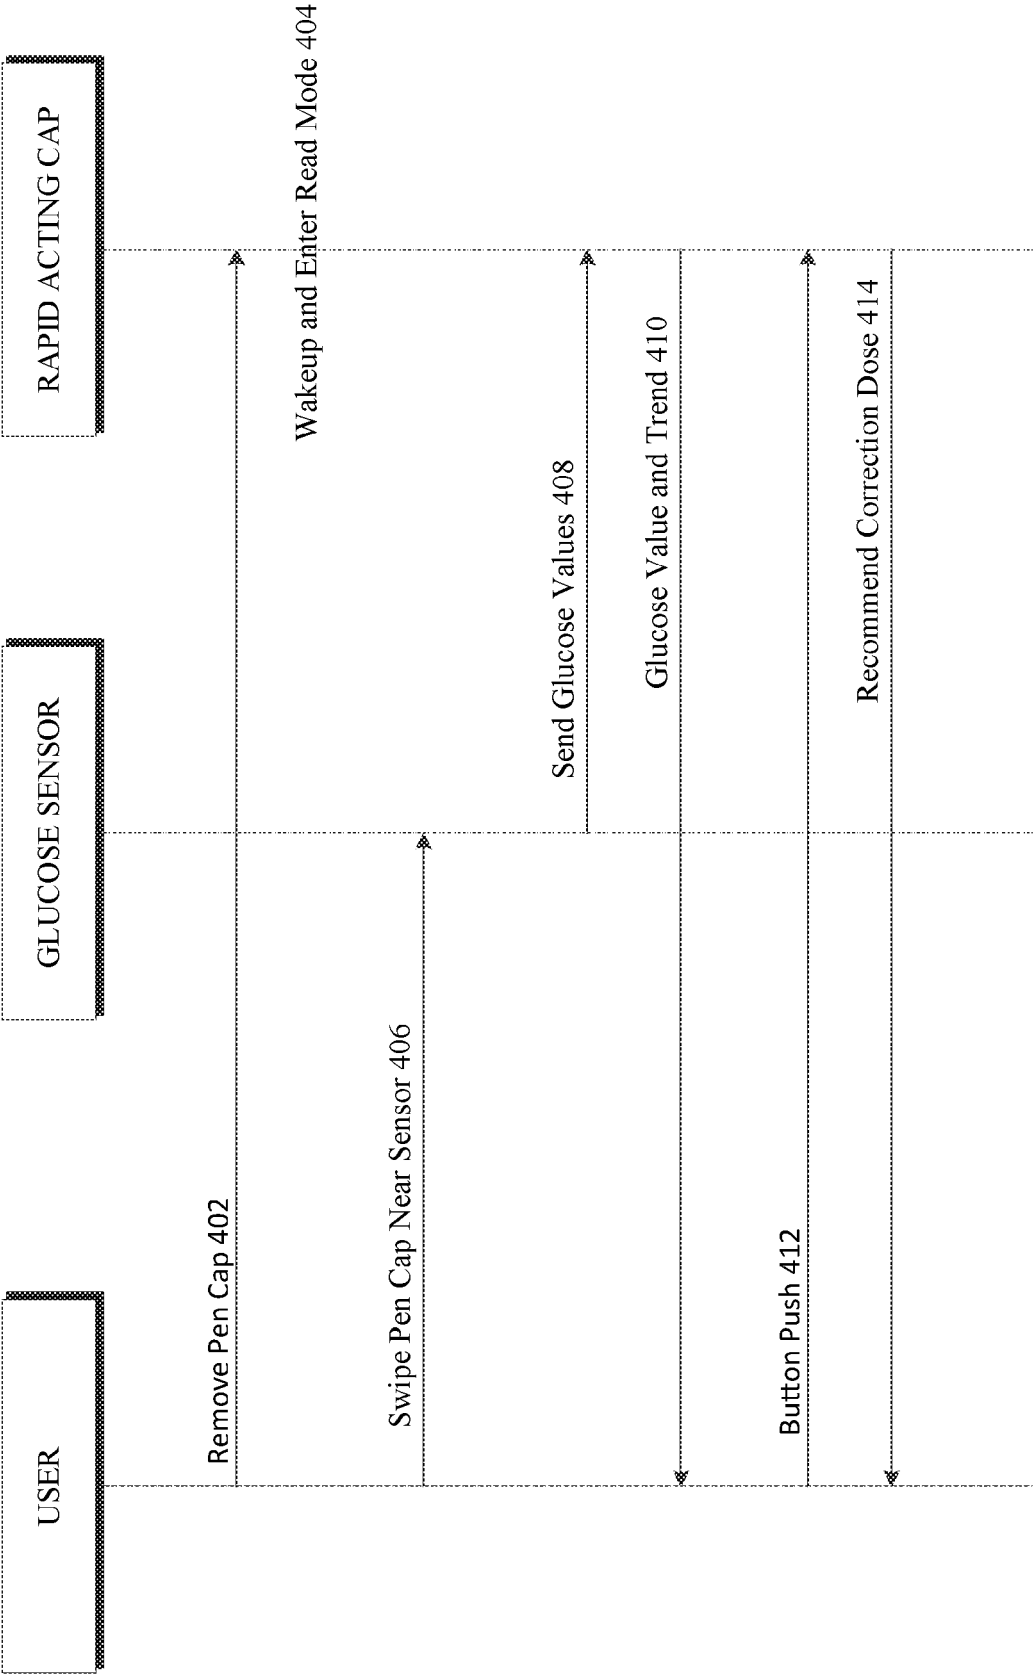 USER
GLUCOSE SENSOR
RAPID ACTING CAP
Remove Pen Cap 402
Wakeup and Enter Read Mode 404
Swipe Pen Cap Near Sensor 406
Send Glucose Values 408
Glucose Value and Trend 410
Button Push 412
Recommend Correction Dose 414